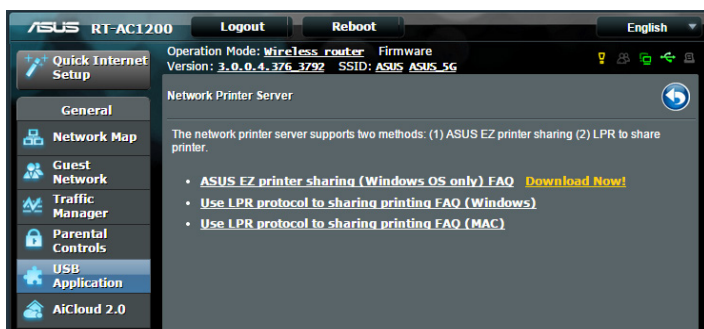 ASUS RT-AC1200 Logout Reboot English
Quick Internet
Setup
Operation Mode: Wireless router Firmware
Version: 3.0.0.4.376_3792 SSID: ASUS ASUS_5G
General
Network Map
Guest
Network
Traffic
Manager
Parental
Controls
USB
Application
AiCloud 2.0
Network Printer Server
The network printer server supports two methods: (1) ASUS EZ printer sharing (2) LPR to share
printer.
• ASUS EZ printer sharing (Windows OS only) FAQ Download Now!
• Use LPR protocol to sharing printing FAQ (Windows)
• Use LPR protocol to sharing printing FAQ (MAC)